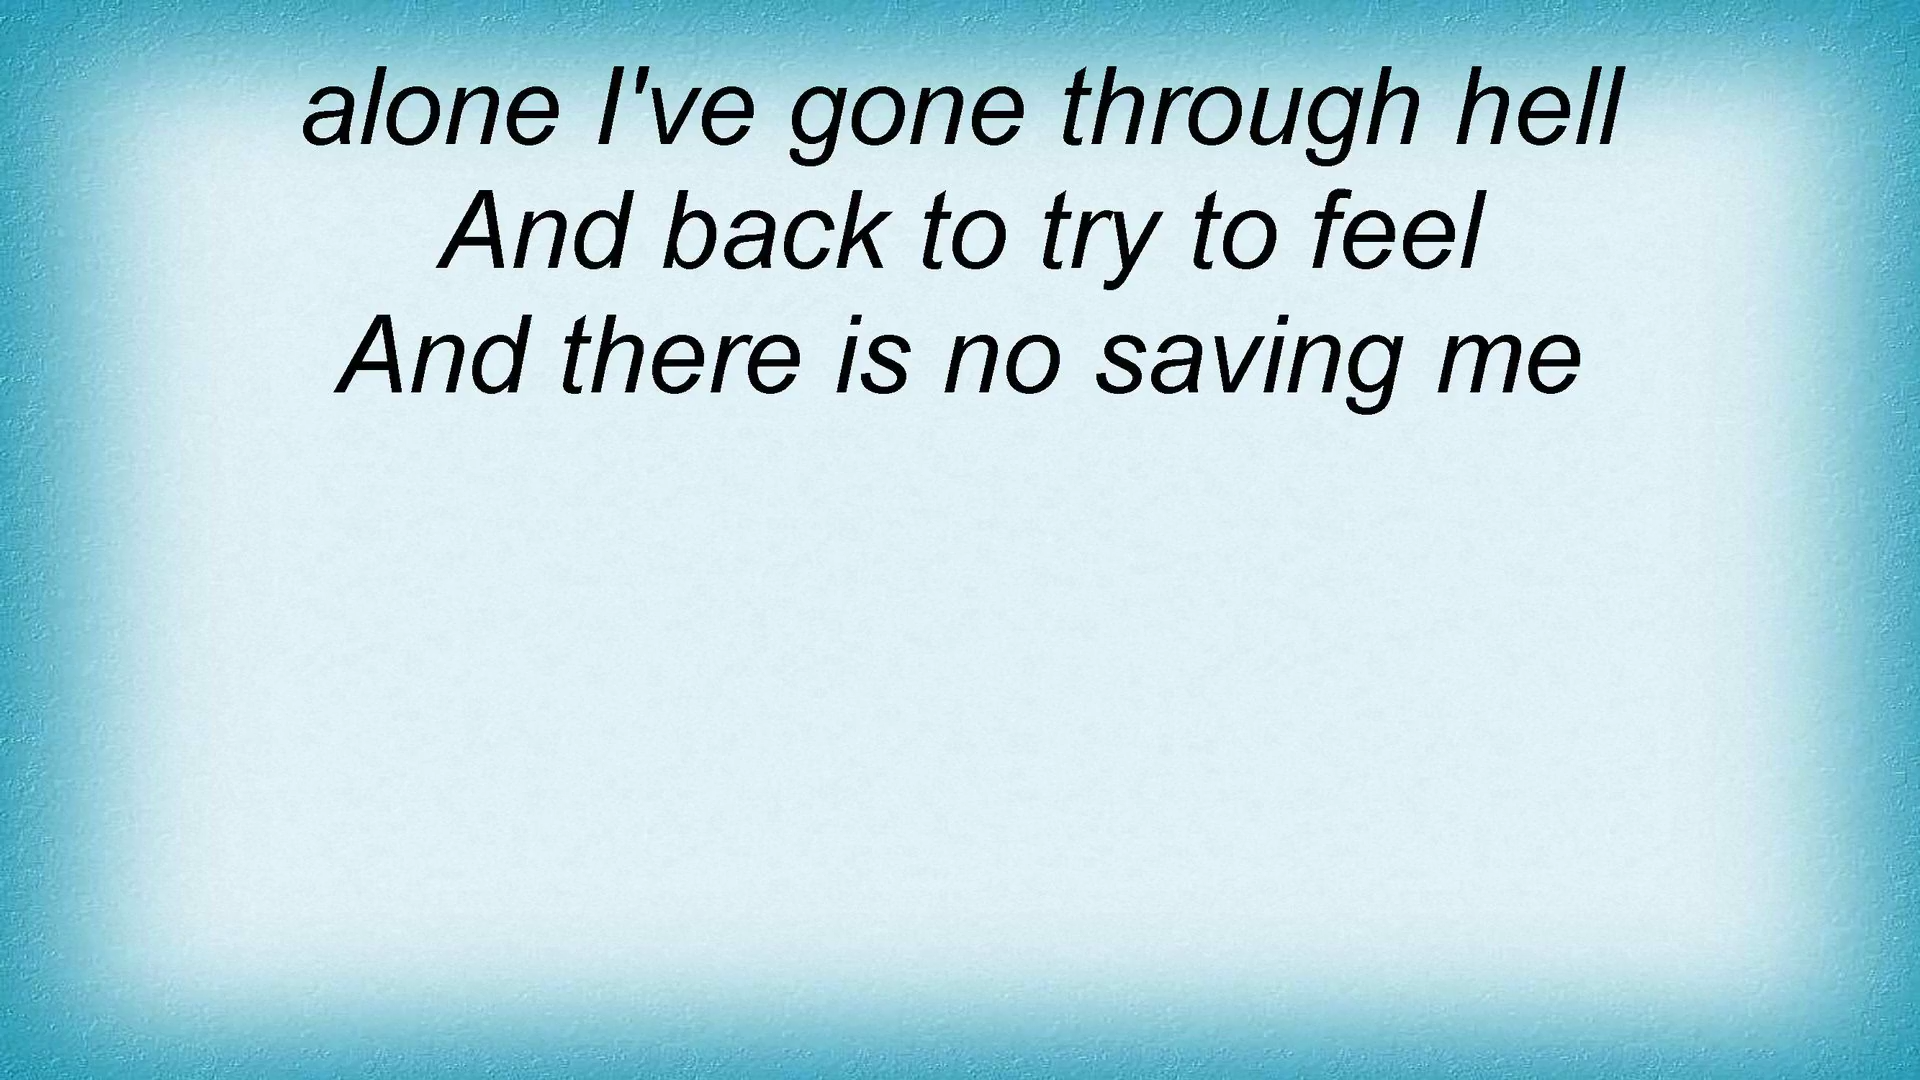 alone I've gone through hell
And back to try to feel
And there is no saving me